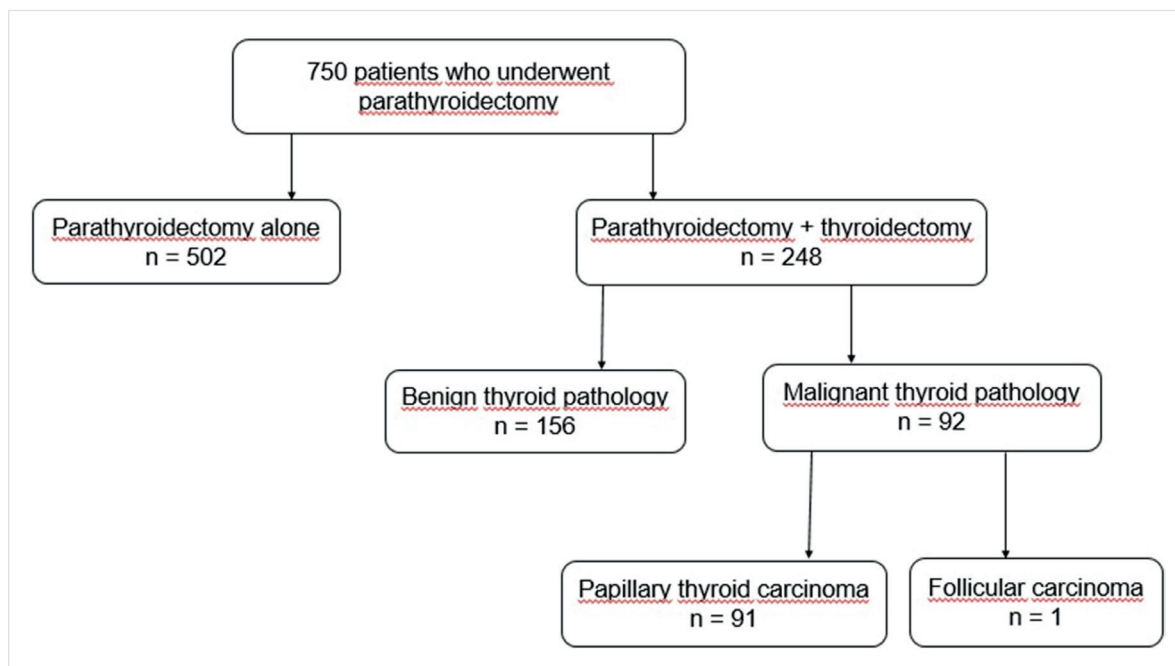 750 patients who underwent
parathyroidectomy
Parathyroidectomy alone
n = 502
Parathyroidectomy + thyroidectomy
n = 248
Benign thyroid pathology
n = 156
Malignant thyroid pathology
n = 92
Papillary thyroid carcinoma
n = 91
Follicular carcinoma
n = 1